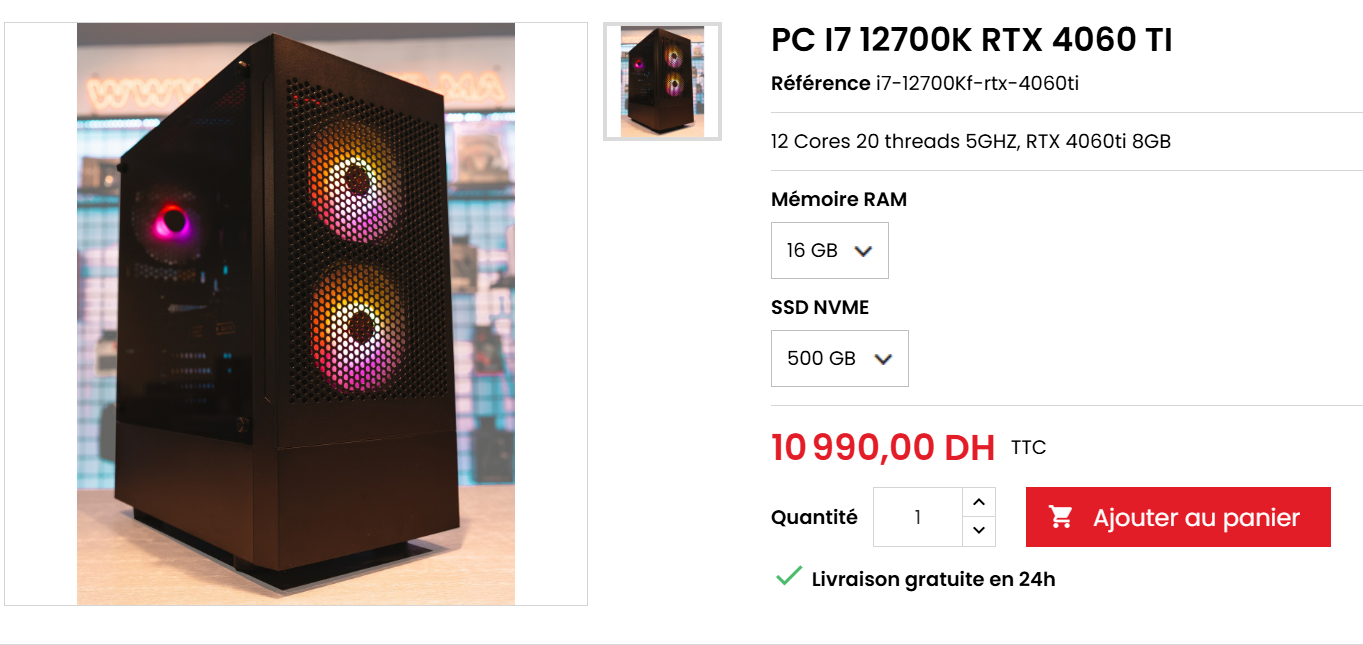 PC I7 12700K RTX 4060 TI
Référence i7-12700Kf-rtx-4060ti
12 Cores 20 threads 5GHZ, RTX 4060ti 8GB
Mémoire RAM
16 GB
SSD NVME
500 GB
10 990,00 DH TTC
Quantité 1 Ajouter au panier
Livraison gratuite en 24h